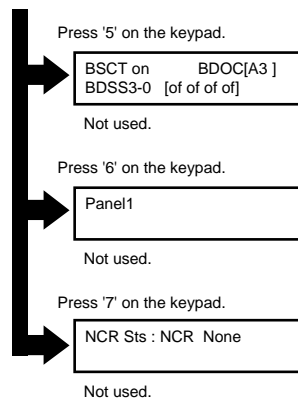 Press '5' on the keypad.
BSCT on BDOC[A3 ]
BDSS3-0 [of of of of]
Not used.
Press '6' on the keypad.
Panel1
Not used.
Press '7' on the keypad.
NCR Sts : NCR None
Not used.